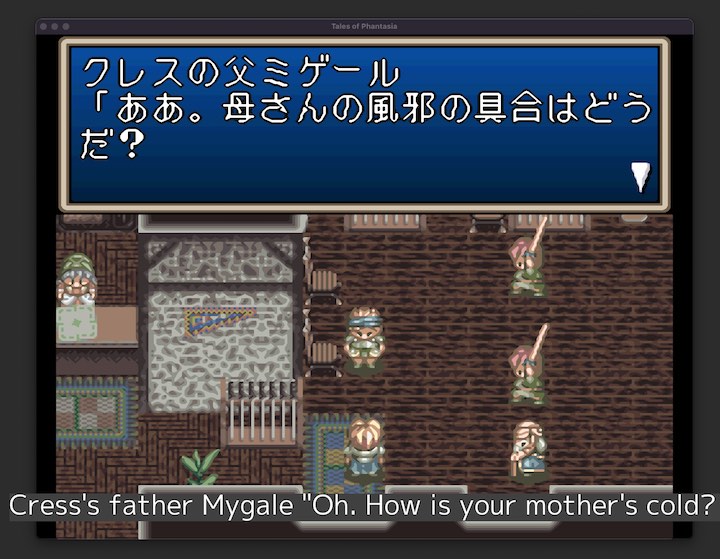 Tales of Phantasia
クレスの父ミゲール
「ああ。母さんの風邪の具合はどう
だ?
Cress's father Mygale "Oh. How is your mother's cold?